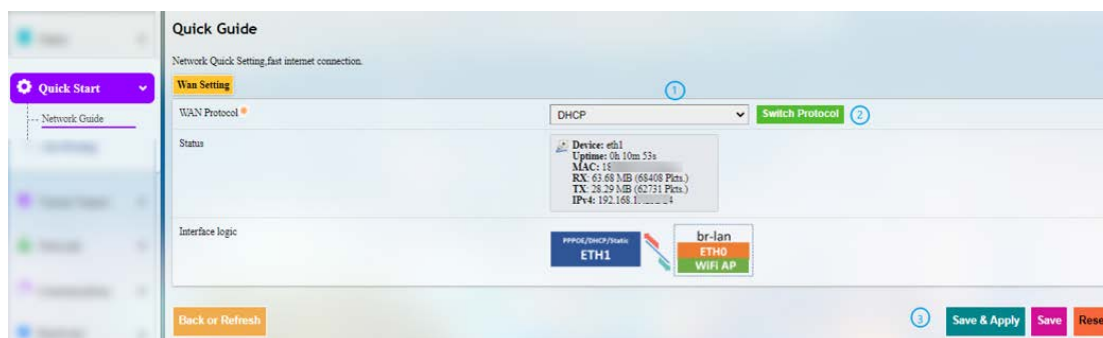 Quick Guide
Network Quick Setting,fast internet connection.
Quick Start
Network Guide
Wan Setting
1
WAN Protocol
DHCP
Switch Protocol
2
Status
Device: eth1
Uptime: 0h 10m 53s
MAC:
RX: 63.68 MB (68408 Pkts.)
TX: 28.29 MB (62731 Pkts.)
IPv4: 192.168.
Interface logic
PPPOE/DHCP/Static
ETH1
br-lan
ETH0
WiFi AP
Back or Refresh
3
Save & Apply
Save
Rese